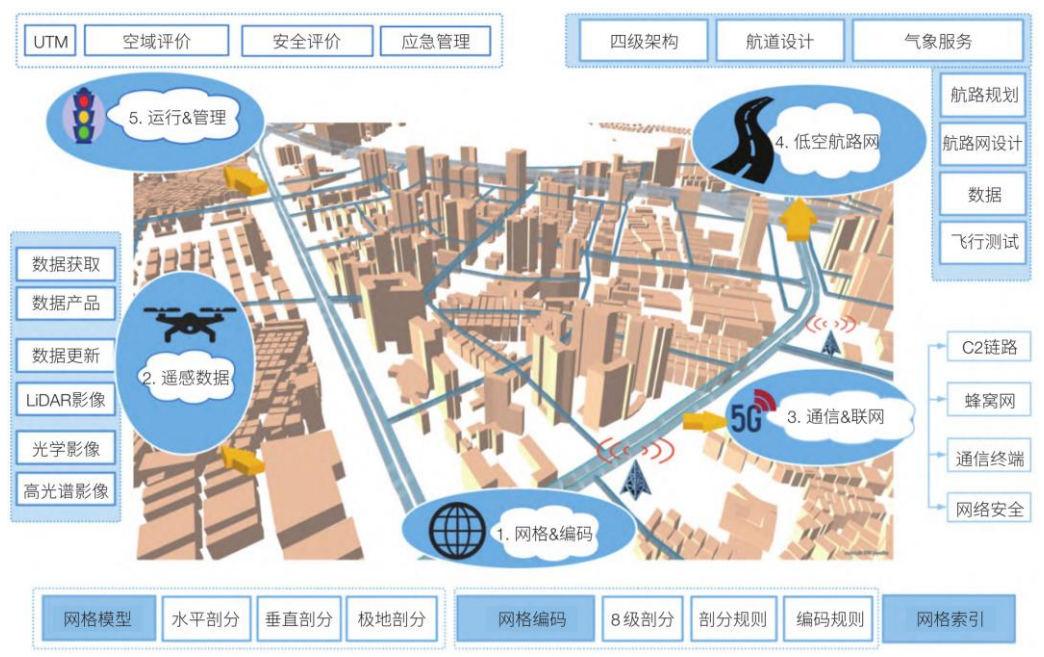 UTM
空域评价
安全评价
应急管理
四级架构
航道设计
气象服务
5. 运行&管理
4. 低空航路网
航路规划
航路网设计
数据
飞行测试
数据获取
数据产品
数据更新
LiDAR影像
光学影像
高光谱影像
2. 遥感数据
5G
3. 通信&联网
C2链路
蜂窝网
通信终端
网络安全
1. 网格&编码
网格模型
水平剖分
垂直剖分
极地剖分
网格编码
8级剖分
剖分规则
编码规则
网格索引